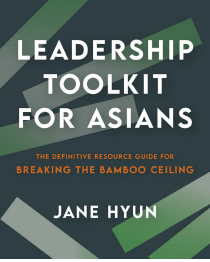 LEADERSHIP
TOOLKIT
FOR ASIANS
THE DEFINITIVE RESOURCE GUIDE FOR
BREAKING THE BAMBOO CEILING
JANE HYUN